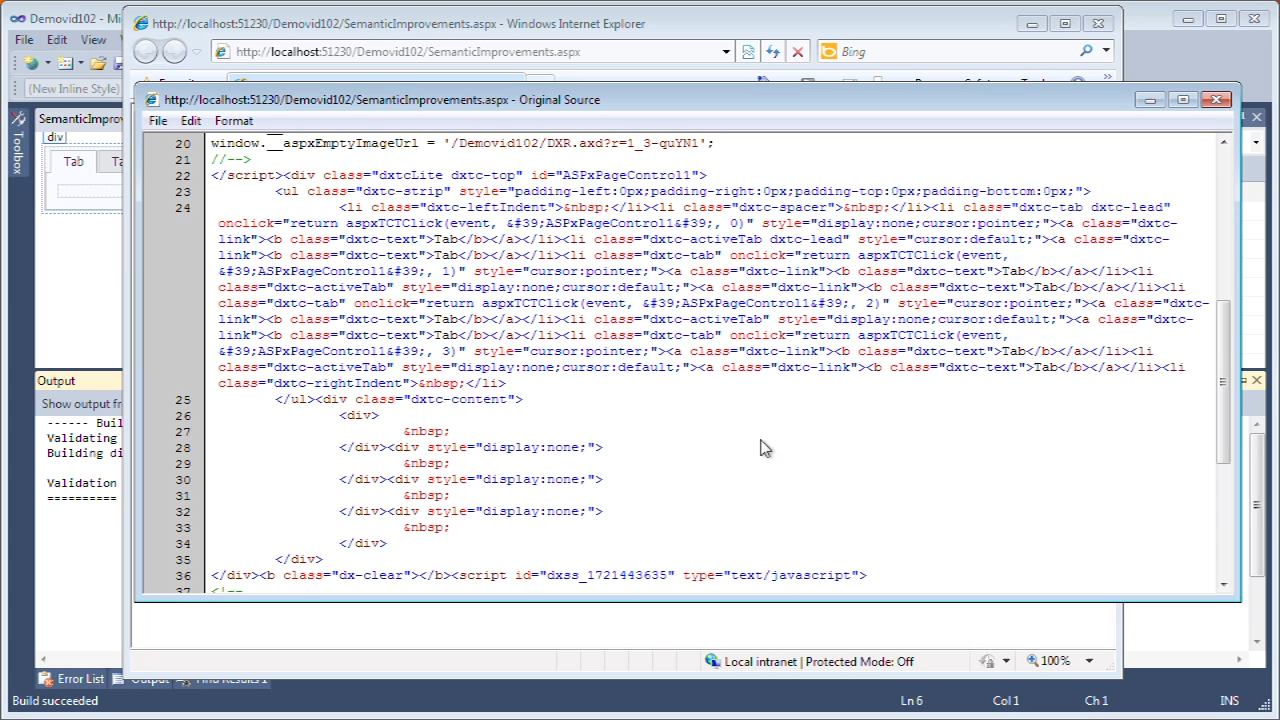 Demovid102 - Mi
http://localhost:51230/Demovid102/SemanticImprovements.aspx - Windows Internet Explorer
File Edit View
http://localhost:51230/Demovid102/SemanticImprovements.aspx
Bing
(New Inline Style)
http://localhost:51230/Demovid102/SemanticImprovements.aspx - Original Source
File Edit Format
Toolbox
SemanticImprov
div
Tab Ta
20 window.__aspxEmptyImageUrl = '/Demovid102/DXR.axd?r=1_3-quYN1';
21 //-->
22 </script><div class="dxtcLite dxtc-top" id="ASPxPageControl1">
23 <ul class="dxtc-strip" style="padding-left:0px;padding-right:0px;padding-top:0px;padding-bottom:0px;">
24 <li class="dxtc-leftIndent">&nbsp;</li><li class="dxtc-spacer">&nbsp;</li><li class="dxtc-tab dxtc-lead"
onclick="return aspxTCTClick(event, &#39;ASPxPageControl1&#39;, 0)" style="display:none;cursor:pointer;"><a class="dxtc-
link"><b class="dxtc-text">Tab</b></a></li><li class="dxtc-activeTab dxtc-lead" style="cursor:default;"><a class="dxtc-
link"><b class="dxtc-text">Tab</b></a></li><li class="dxtc-tab" onclick="return aspxTCTClick(event,
&#39;ASPxPageControl1&#39;, 1)" style="cursor:pointer;"><a class="dxtc-link"><b class="dxtc-text">Tab</b></a></li><li
class="dxtc-activeTab" style="display:none;cursor:default;"><a class="dxtc-link"><b class="dxtc-text">Tab</b></a></li><li
class="dxtc-tab" onclick="return aspxTCTClick(event, &#39;ASPxPageControl1&#39;, 2)" style="cursor:pointer;"><a class="dxtc-
link"><b class="dxtc-text">Tab</b></a></li><li class="dxtc-activeTab" style="display:none;cursor:default;"><a class="dxtc-
link"><b class="dxtc-text">Tab</b></a></li><li class="dxtc-tab" onclick="return aspxTCTClick(event,
&#39;ASPxPageControl1&#39;, 3)" style="cursor:pointer;"><a class="dxtc-link"><b class="dxtc-text">Tab</b></a></li><li
class="dxtc-activeTab" style="display:none;cursor:default;"><a class="dxtc-link"><b class="dxtc-text">Tab</b></a></li><li
class="dxtc-rightIndent">&nbsp;</li>
25 </ul><div class="dxtc-content">
26 <div>
27 &nbsp;
28 </div><div style="display:none;">
29 &nbsp;
30 </div><div style="display:none;">
31 &nbsp;
32 </div><div style="display:none;">
33 &nbsp;
34 </div>
35 </div>
36 </div><b class="dx-clear"></b><script id="dxss_1721443635" type="text/javascript">
37 <!--
Output
Show output fr
------ Buil
Validating
Building di
Validation
==========
Local intranet | Protected Mode: Off
100%
Error List Output Find Results 1
Build succeeded
Ln 6 Col 1 Ch 1 INS